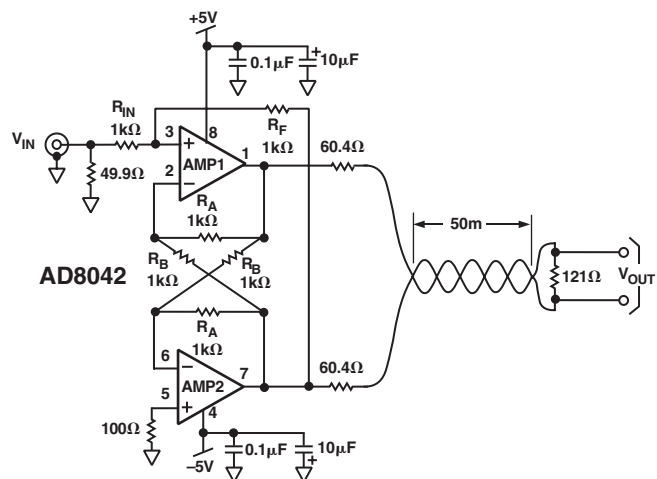 +5V
0.1μF
10μF
+
R_IN
1kΩ
V_IN
49.9Ω
3
+
8
AMP1
1
2
−
R_F
1kΩ
60.4Ω
R_A
1kΩ
50m
R_B
1kΩ
R_B
1kΩ
AD8042
121Ω
V_OUT
R_A
1kΩ
6
−
AMP2
7
60.4Ω
5
+
4
100Ω
−5V
0.1μF
10μF
+